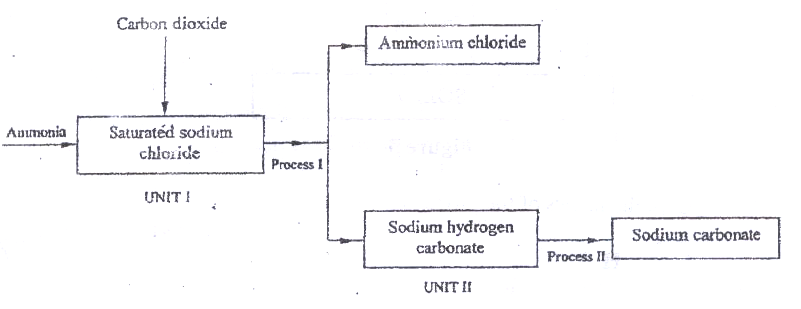 Carbon dioxide
Ammonium chloride
Ammonia
Saturated sodium
chloride
Process I
UNIT I
Sodium hydrogen
carbonate
Process II
Sodium carbonate
UNIT II